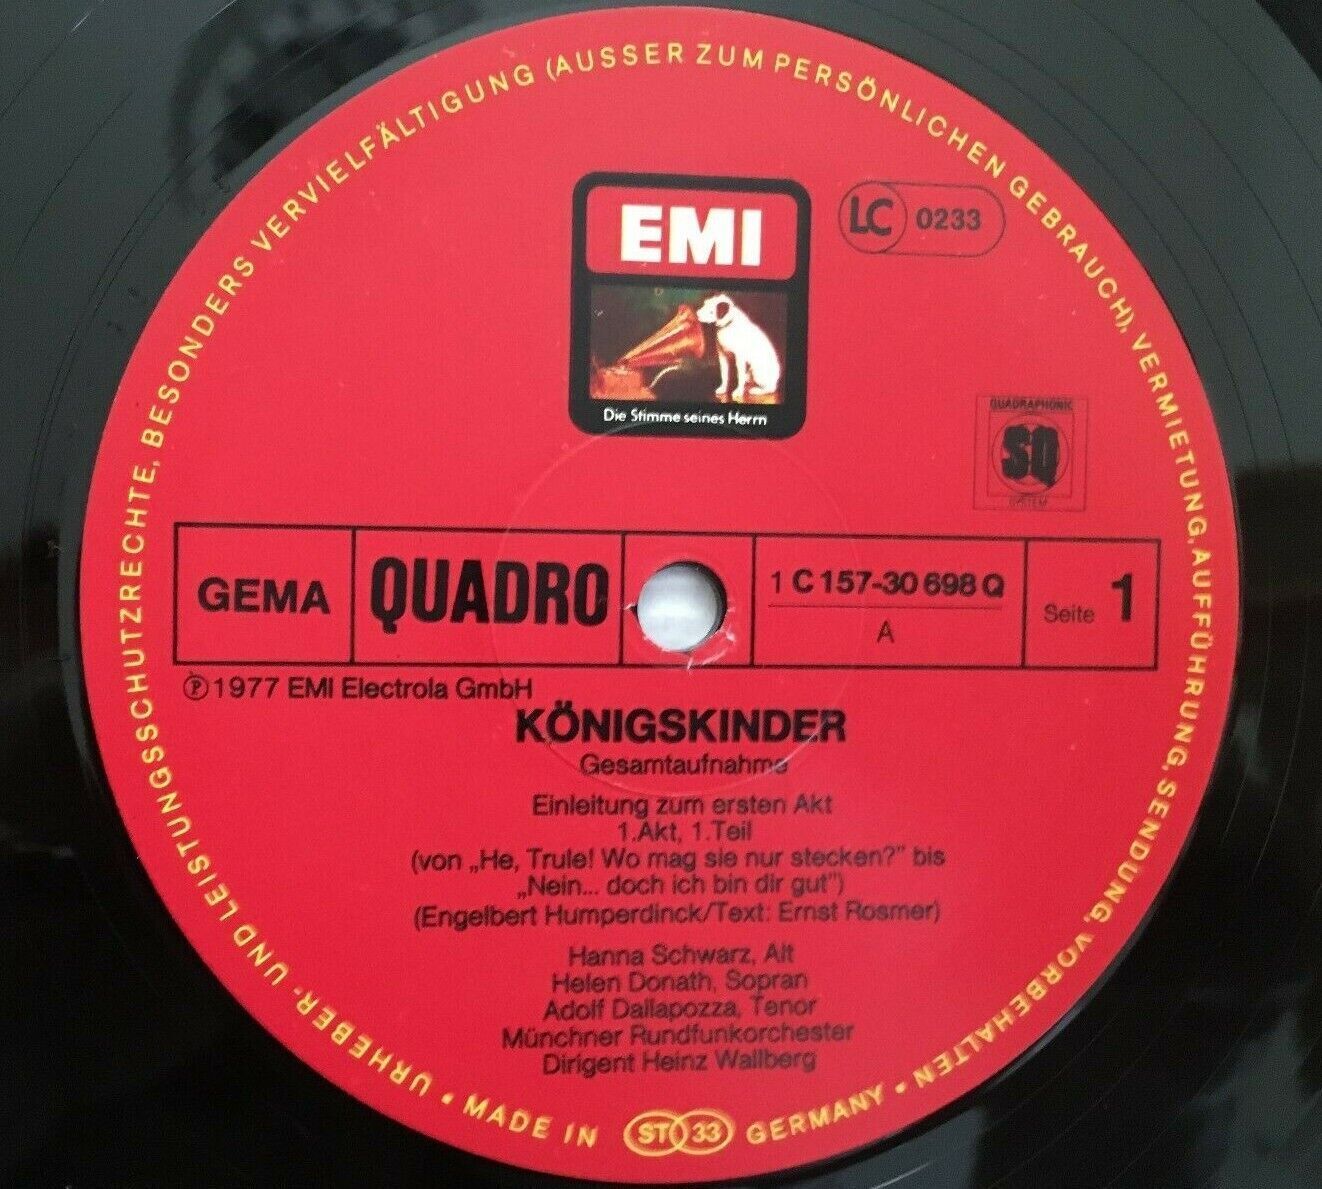 URHEBER- UND LEISTUNGSSCHUTZRECHTE, BESONDERS VERVIELFÄLTIGUNG (AUSSER ZUM PERSÖNLICHEN GEBRAUCH), VERMIETUNG, AUFFÜHRUNG, SENDUNG, VORBEHALTEN •
EMI
Die Stimme seines Herrn
LC 0233
QUADRAPHONIC
SQ
SYSTEM
GEMA
QUADRO
1 C 157-30 698 Q
A
Seite 1
Ⓟ 1977 EMI Electrola GmbH
KÖNIGSKINDER
Gesamtaufnahme
Einleitung zum ersten Akt
1.Akt, 1.Teil
(von „He, Trule! Wo mag sie nur stecken?" bis
„Nein... doch ich bin dir gut")
(Engelbert Humperdinck/Text: Ernst Rosmer)
Hanna Schwarz, Alt
Helen Donath, Sopran
Adolf Dallapozza, Tenor
Münchner Rundfunkorchester
Dirigent Heinz Wallberg
• MADE IN ST 33 GERMANY